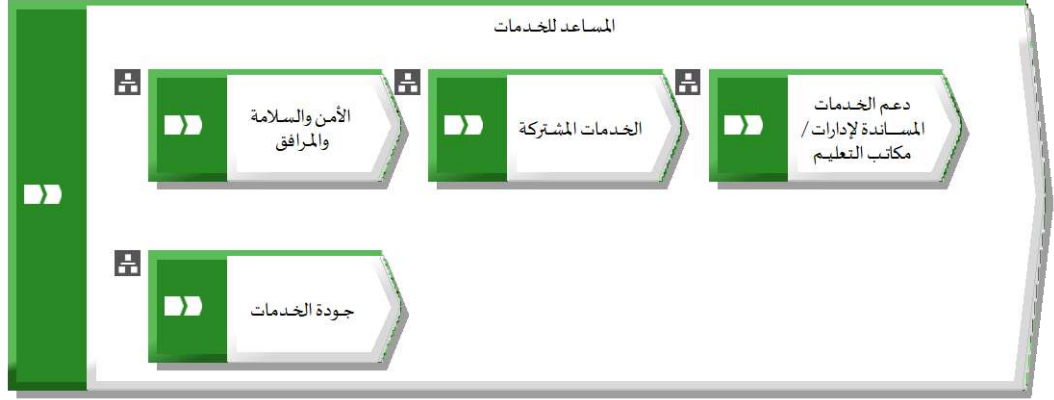 المساعد للخدمات
دعم الخدمات
المساندة لإدارات /
مكاتب التعليم
الخدمات المشتركة
الأمن والسلامة
والمرافق
جودة الخدمات